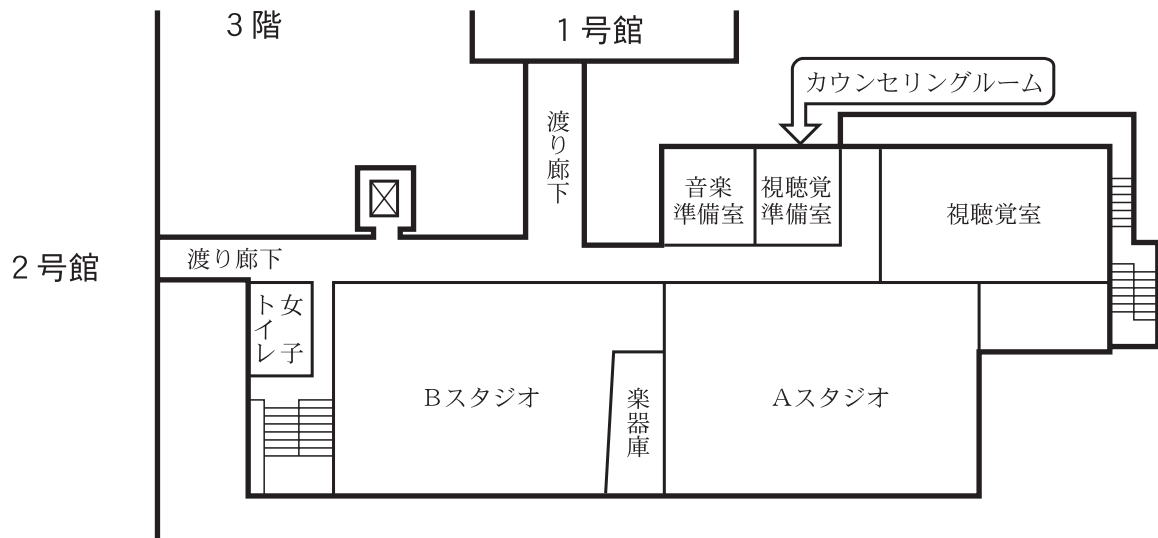 3階
1号館
カウンセリングルーム
渡り廊下
音楽
準備室
視聴覚
準備室
視聴覚室
2号館
渡り廊下
女子
トイレ
Bスタジオ
楽器庫
Aスタジオ